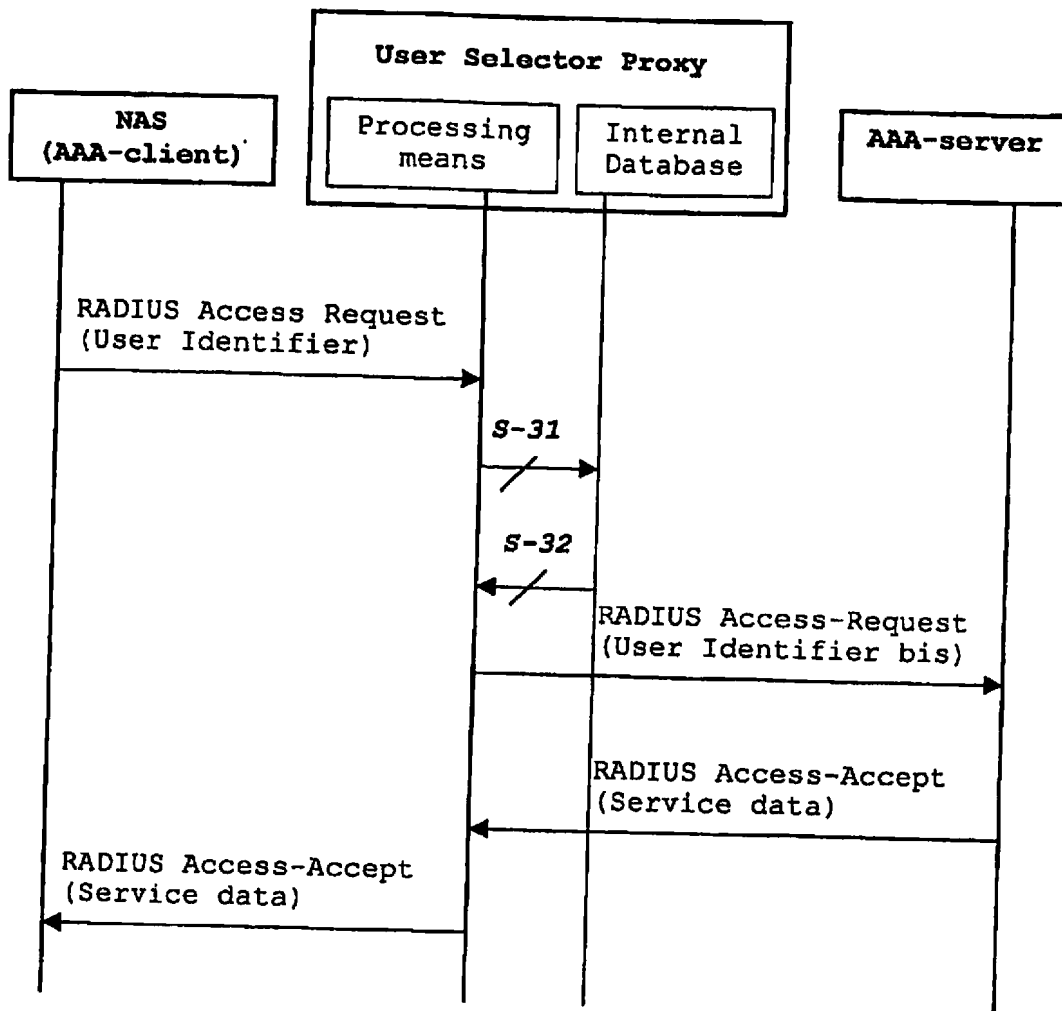 User Selector Proxy
NAS
(AAA-client)
Processing
means
Internal
Database
AAA-server
RADIUS Access Request
(User Identifier)
S-31
S-32
RADIUS Access-Request
(User Identifier bis)
RADIUS Access-Accept
(Service data)
RADIUS Access-Accept
(Service data)